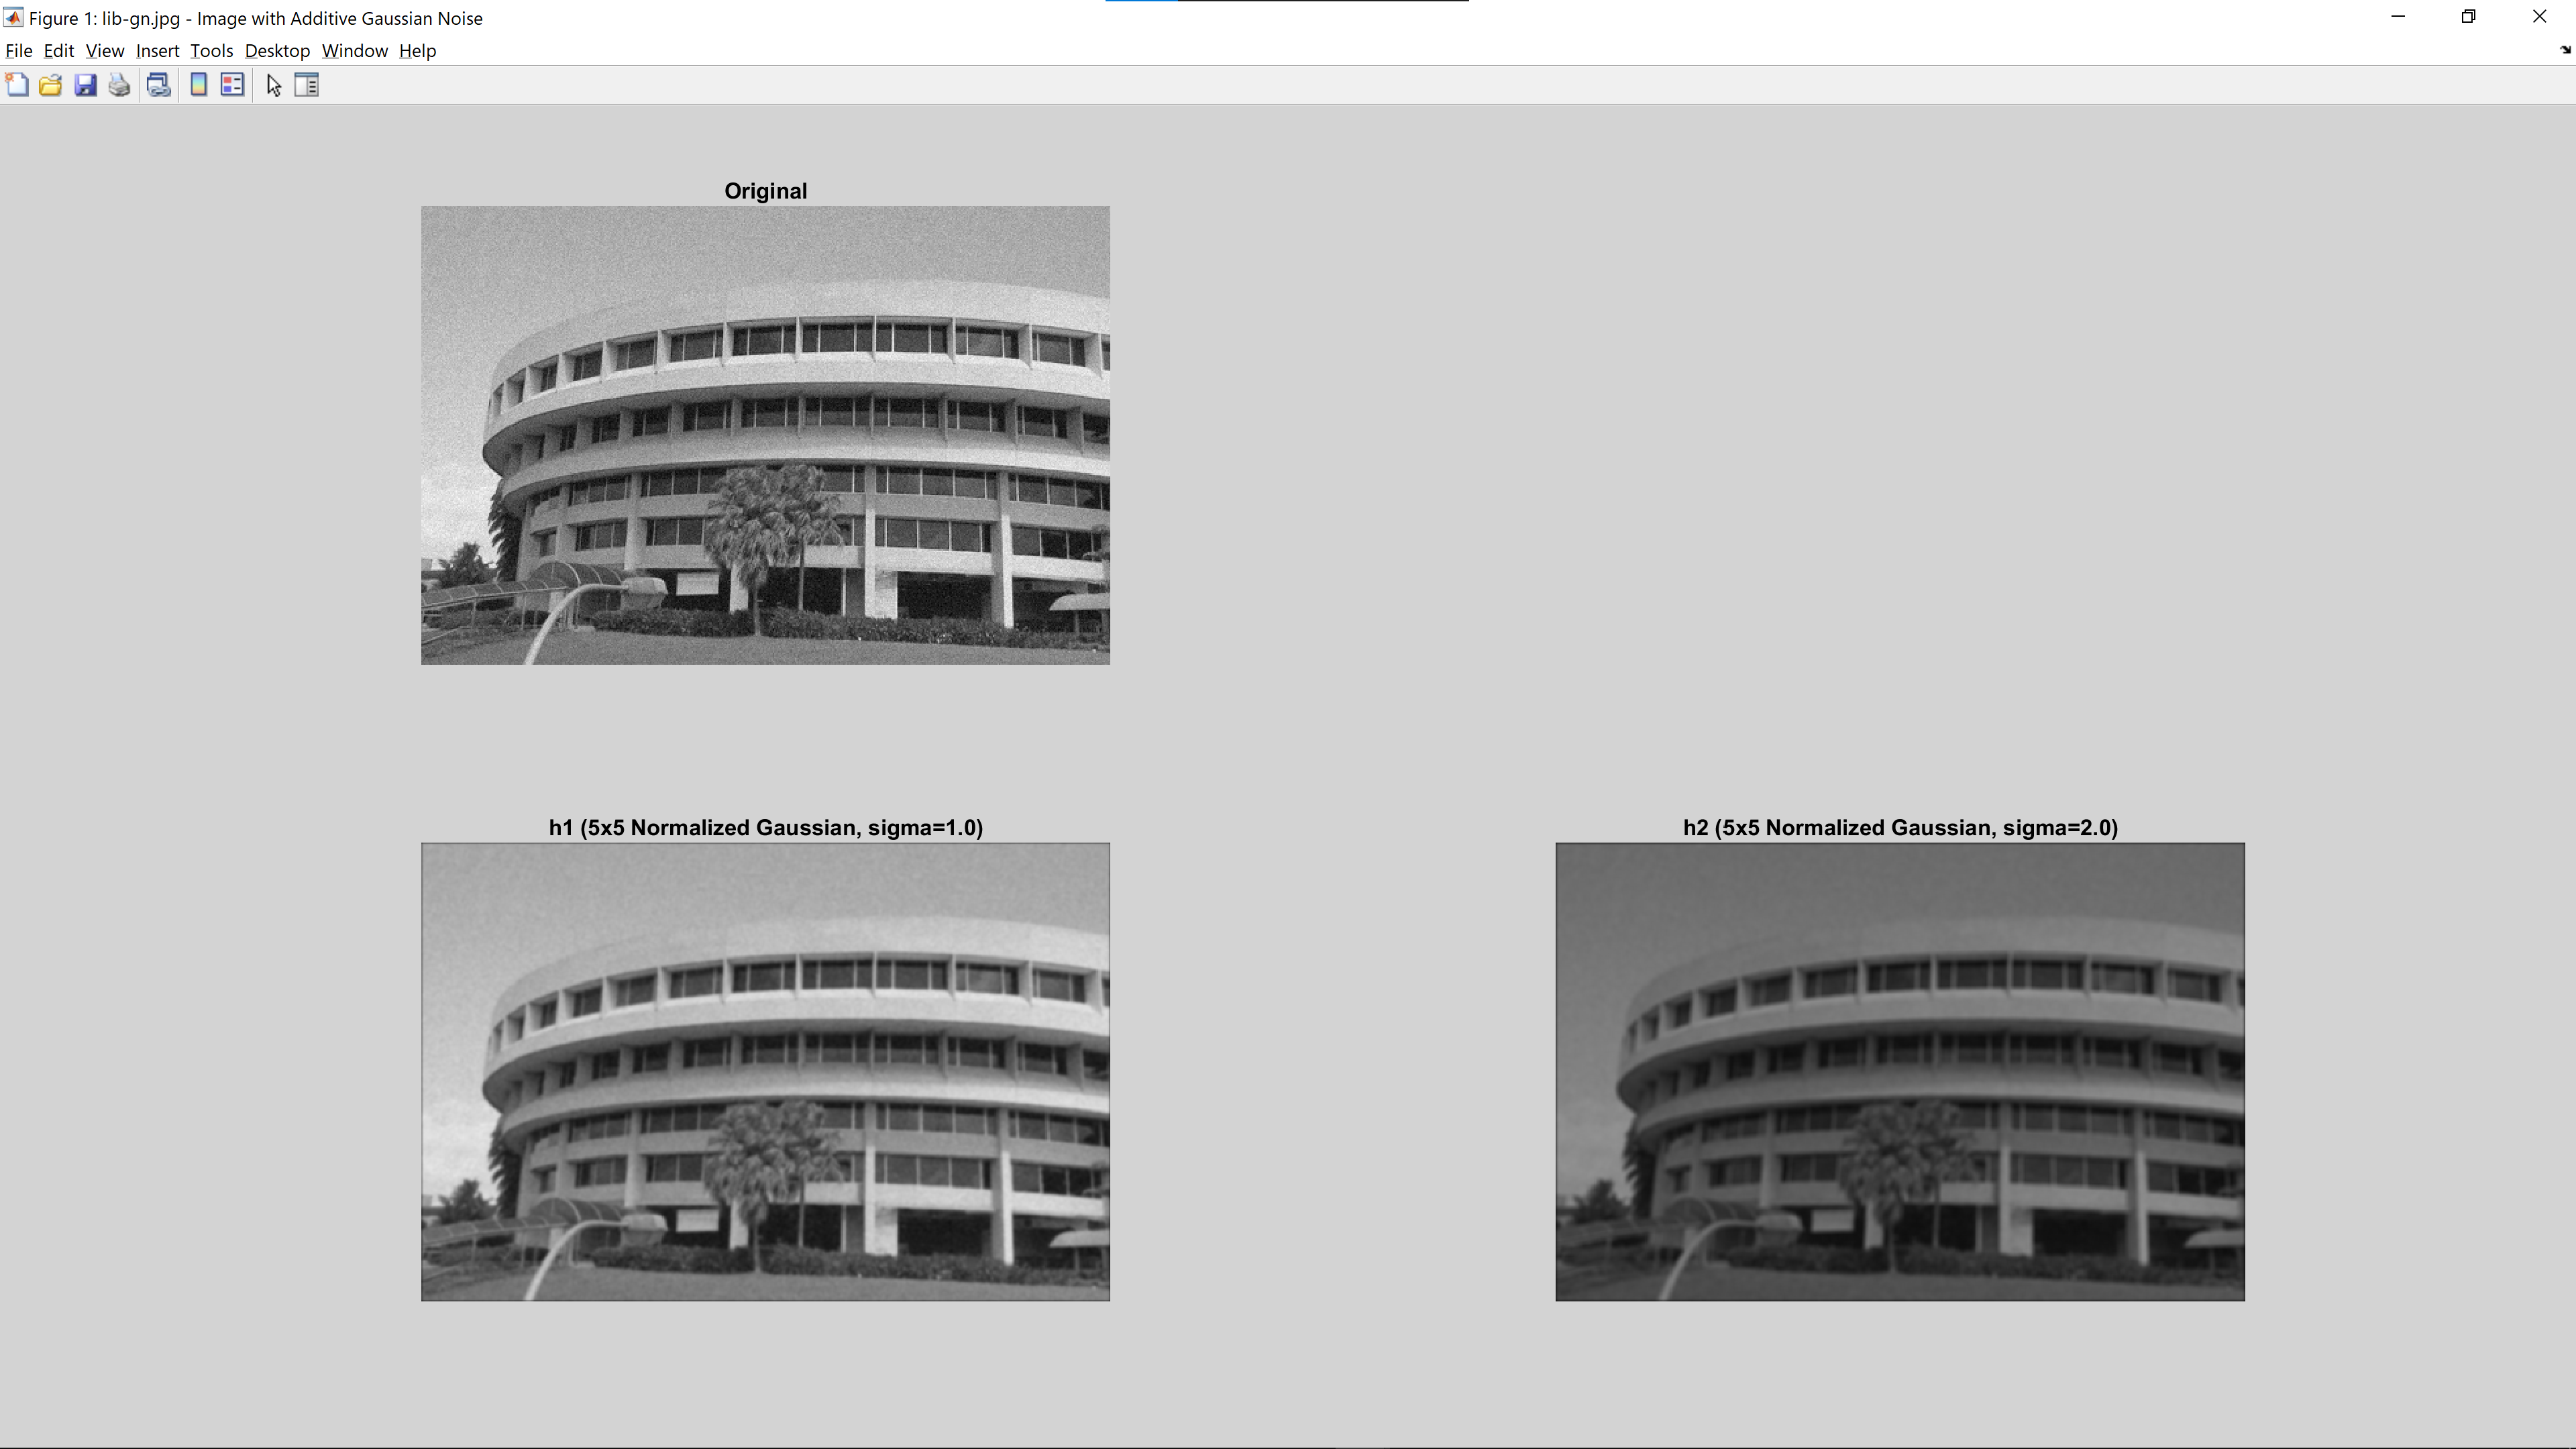 Figure 1: lib-gn.jpg - Image with Additive Gaussian Noise
File Edit View Insert Tools Desktop Window Help
Original
h1 (5x5 Normalized Gaussian, sigma=1.0)
h2 (5x5 Normalized Gaussian, sigma=2.0)